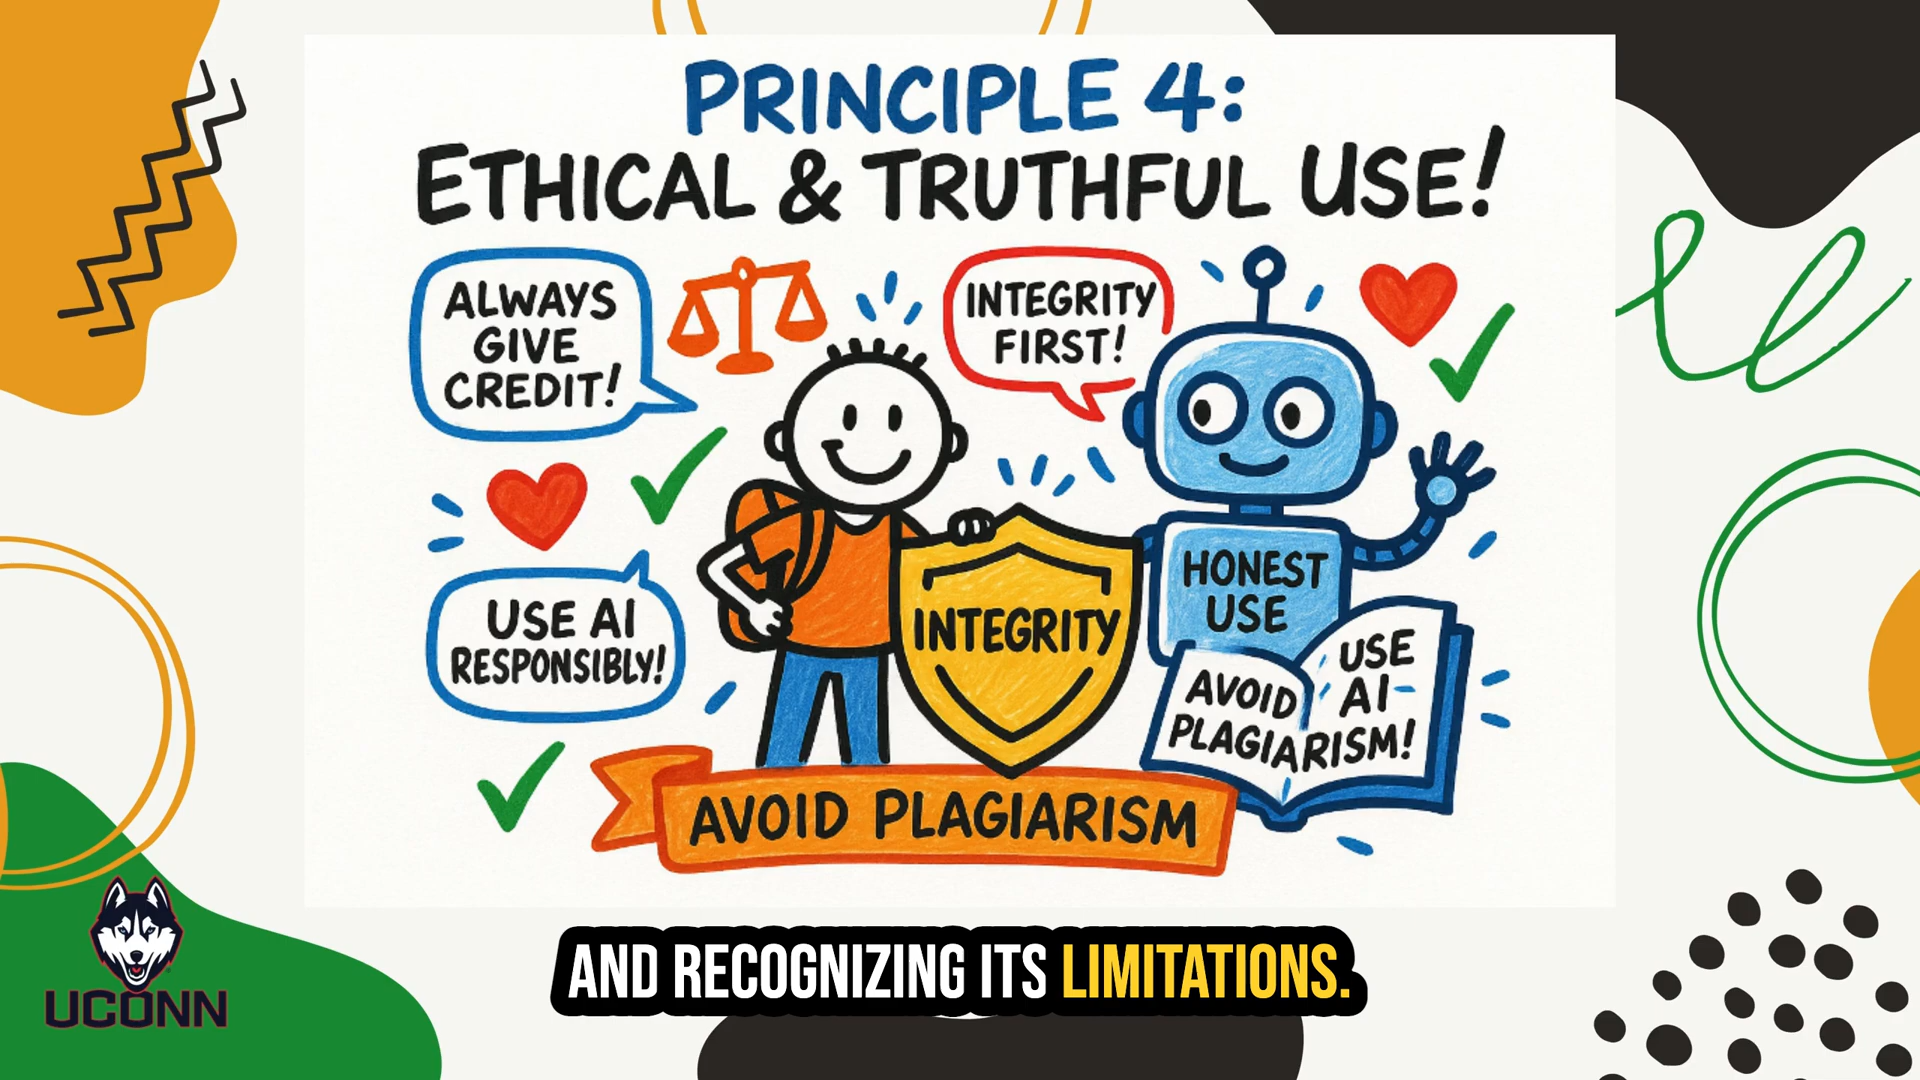 PRINCIPLE 4:
ETHICAL & TRUTHFUL USE!
ALWAYS
GIVE
CREDIT!
INTEGRITY
FIRST!
USE AI
RESPONSIBLY!
INTEGRITY
HONEST
USE
AVOID
PLAGIARISM!
USE
AI
AVOID PLAGIARISM
AND RECOGNIZING ITS LIMITATIONS.
UCONN